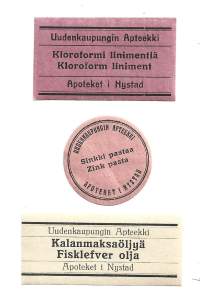 Uudenkaupungin Apteekki
Kloroformi linimentiä
Kloroform liniment
Apoteket i Nystad
UUDENKAUPUNGIN APTEEKKI
Sinkki pastaa
Zink pasta
APOTEKET I NYSTAD
Uudenkaupungin Apteekki
Kalanmaksaöljyä
Fisklefver olja
Apoteket i Nystad